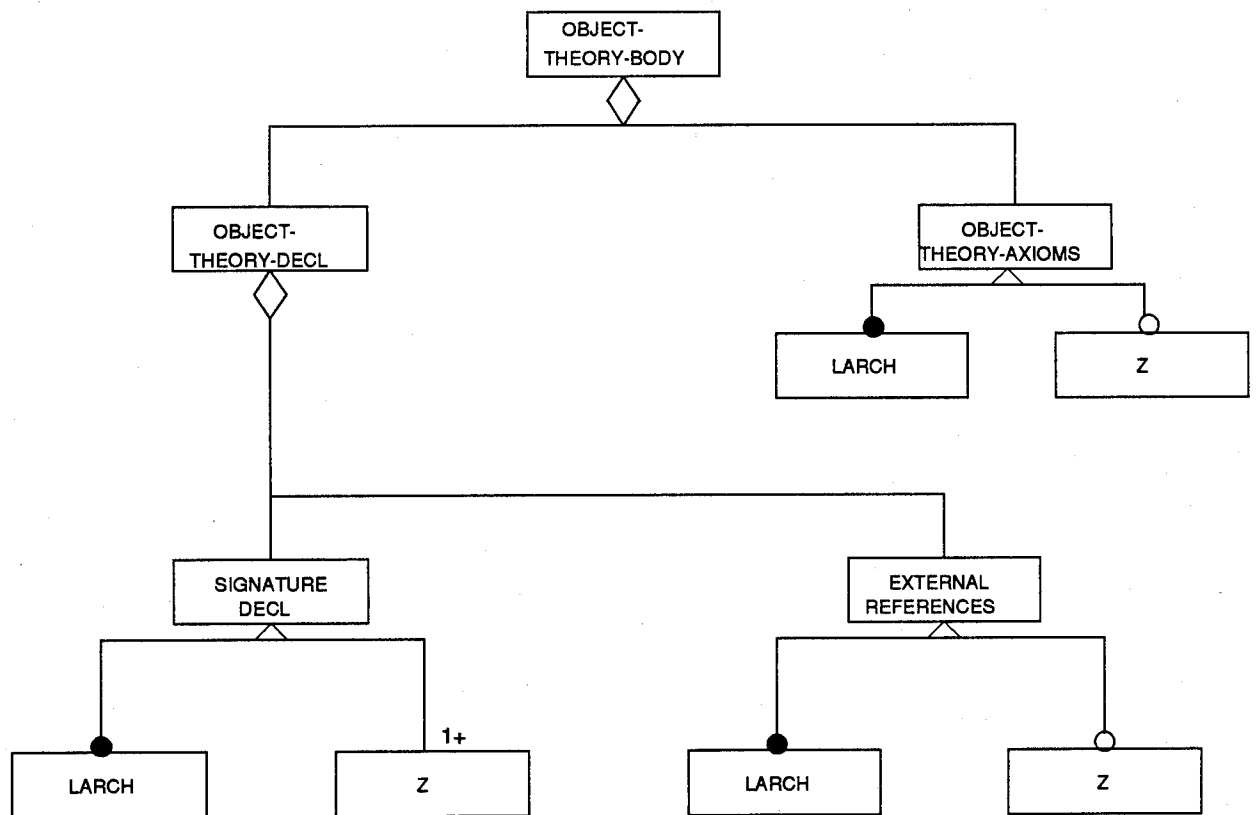 OBJECT-
THEORY-BODY
OBJECT-
THEORY-DECL
OBJECT-
THEORY-AXIOMS
LARCH
Z
SIGNATURE
DECL
EXTERNAL
REFERENCES
1+
LARCH
Z
LARCH
Z